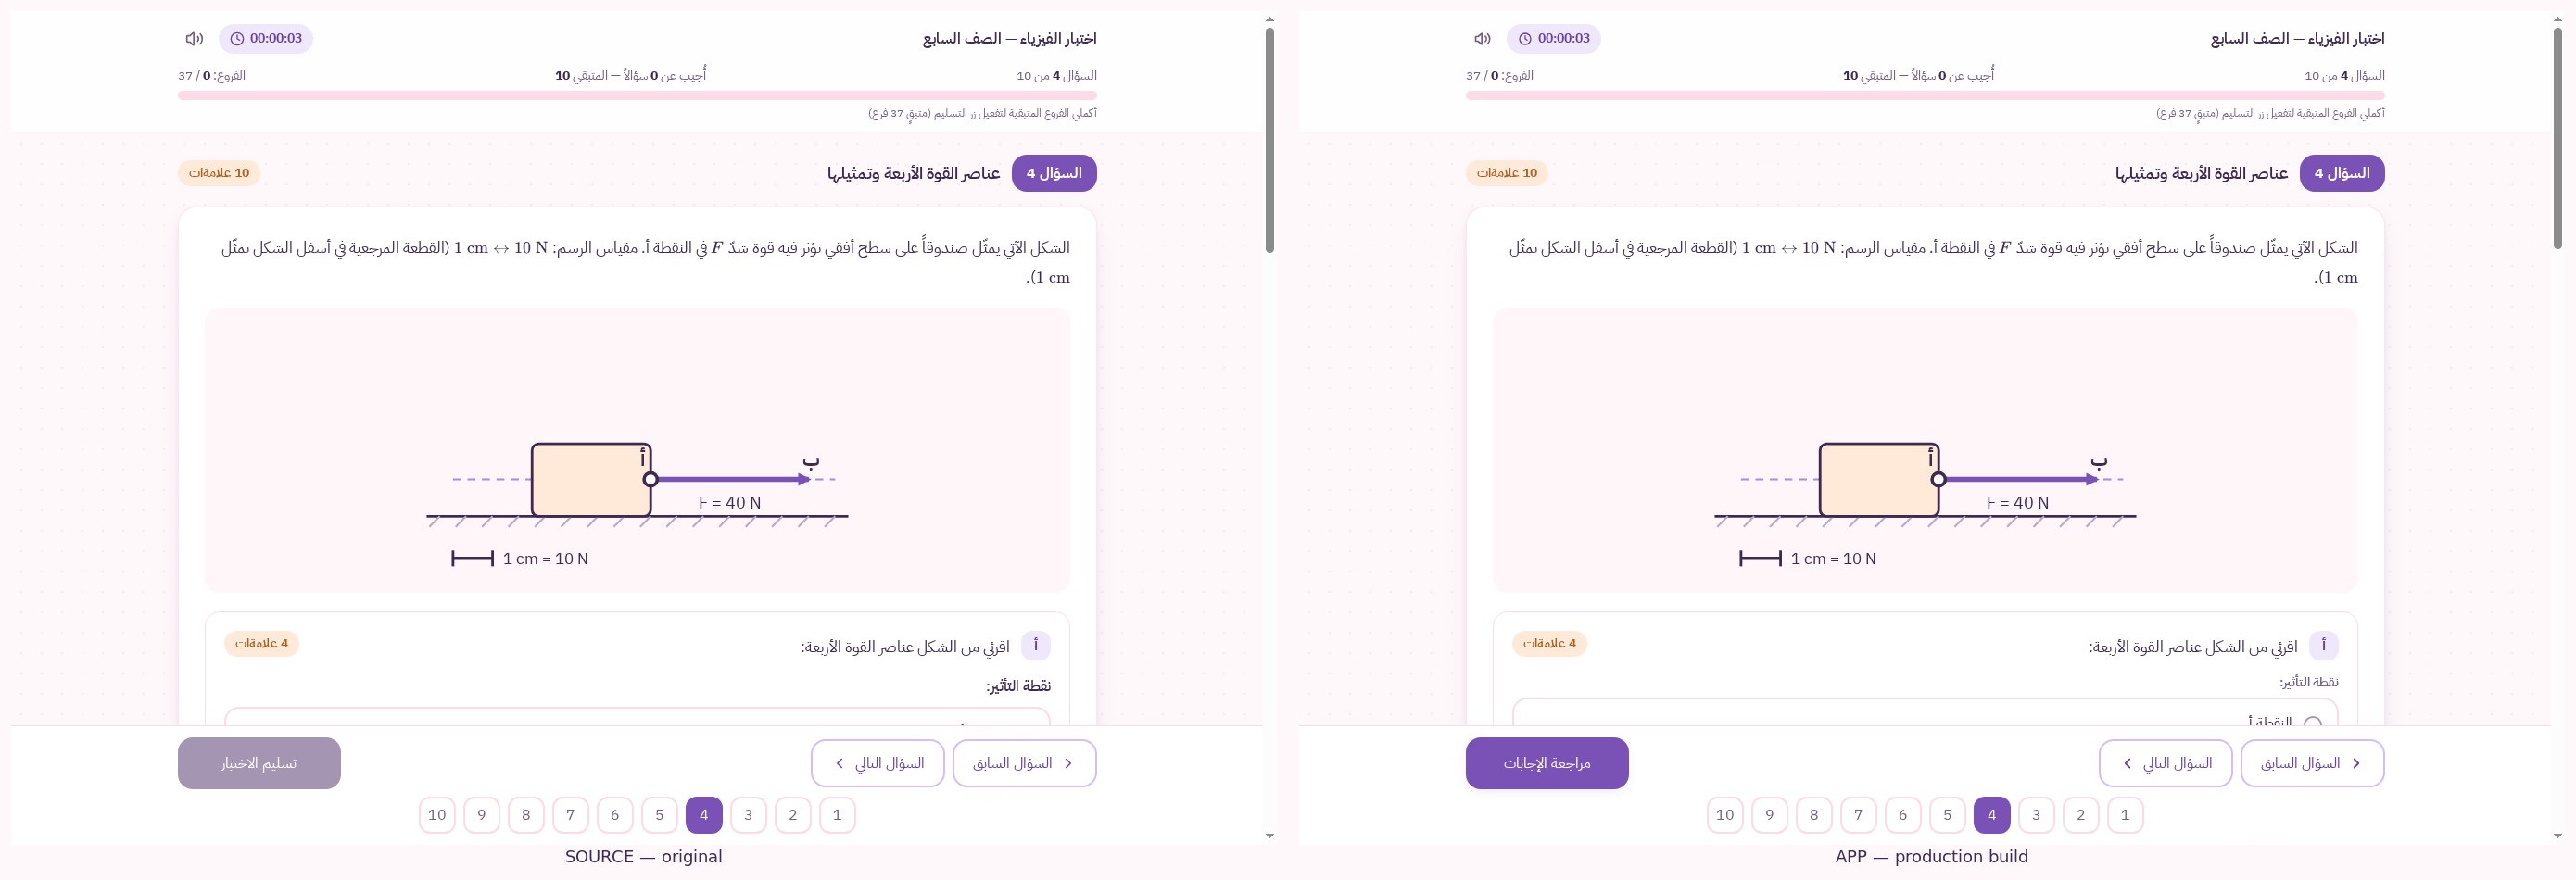 اختبار الفيزياء — الصف السابع
00:00:03
السؤال 4 من 10
أُجيب عن 0 سؤالاً — المتبقي 10
الفروع: 0 / 37
أكملي الفروع المتبقية لتفعيل زر التسليم (متبقٍ 37 فرع)
السؤال 4
عناصر القوة الأربعة وتمثيلها
10 علامات
الشكل الآتي يمثّل صندوقاً على سطح أفقي تؤثر فيه قوة شدّ F في النقطة أ. مقياس الرسم: 1 cm ↔ 10 N (القطعة المرجعية في أسفل الشكل تمثّل
1 cm).
أ
ب
F = 40 N
1 cm = 10 N
أ
اقرئي من الشكل عناصر القوة الأربعة:
4 علامات
نقطة التأثير:
السؤال السابق
السؤال التالي
تسليم الاختبار
1 2 3 4 5 6 7 8 9 10
SOURCE — original
اختبار الفيزياء — الصف السابع
00:00:03
السؤال 4 من 10
أُجيب عن 0 سؤالاً — المتبقي 10
الفروع: 0 / 37
أكملي الفروع المتبقية لتفعيل زر التسليم (متبقٍ 37 فرع)
السؤال 4
عناصر القوة الأربعة وتمثيلها
10 علامات
الشكل الآتي يمثّل صندوقاً على سطح أفقي تؤثر فيه قوة شدّ F في النقطة أ. مقياس الرسم: 1 cm ↔ 10 N (القطعة المرجعية في أسفل الشكل تمثّل
1 cm).
أ
ب
F = 40 N
1 cm = 10 N
أ
اقرئي من الشكل عناصر القوة الأربعة:
4 علامات
نقطة التأثير:
النقطة أ
السؤال السابق
السؤال التالي
مراجعة الإجابات
1 2 3 4 5 6 7 8 9 10
APP — production build